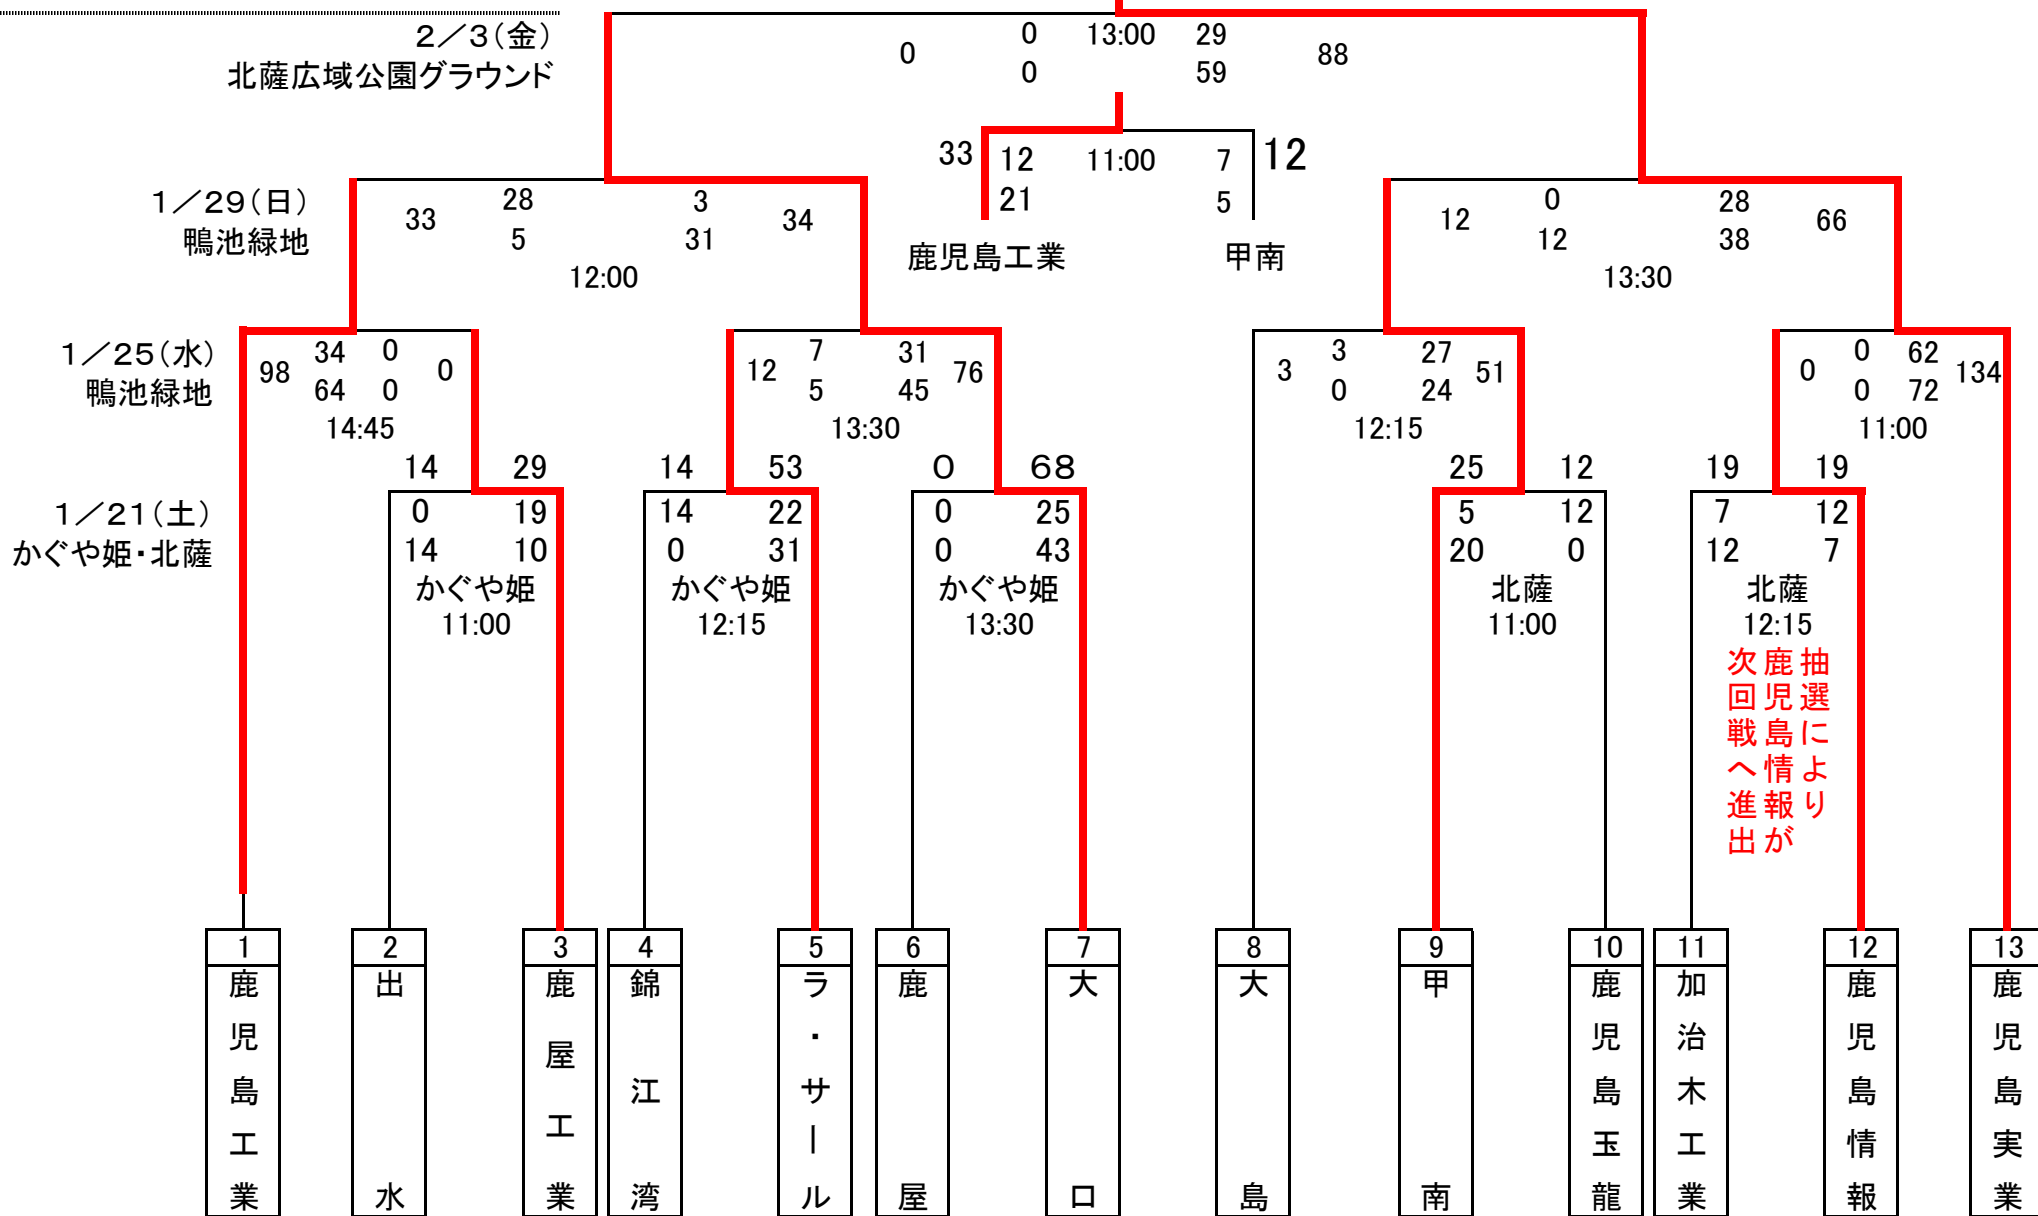 2／3(金)
北薩広域公園グラウンド
0 0 13:00 29 88
0 59
33 12 11:00 7 12
21 5
鹿児島工業 甲南
1／29(日)
鴨池緑地
33 28 3 34
5 31
12:00
12 0 28 66
12 38
13:30
1／25(水)
鴨池緑地
98 34 0 0
64 0
14:45
12 7 31 76
5 45
13:30
3 3 27 51
0 24
12:15
0 0 62 134
0 72
11:00
1／21(土)
かぐや姫・北薩
14 29
0 19
14 10
かぐや姫
11:00
14 53
14 22
0 31
かぐや姫
12:15
0 68
0 25
0 43
かぐや姫
13:30
25 12
5 12
20 0
北薩
11:00
19 19
7 12
12 7
北薩
12:15
抽選により
鹿児島情報が
次回戦へ進出
1
鹿児島工業
2
出水
3
鹿屋工業
4
錦江湾
5
ラ・サール
6
鹿屋
7
大口
8
大島
9
甲南
10
鹿児島玉龍
11
加治木工業
12
鹿児島情報
13
鹿児島実業